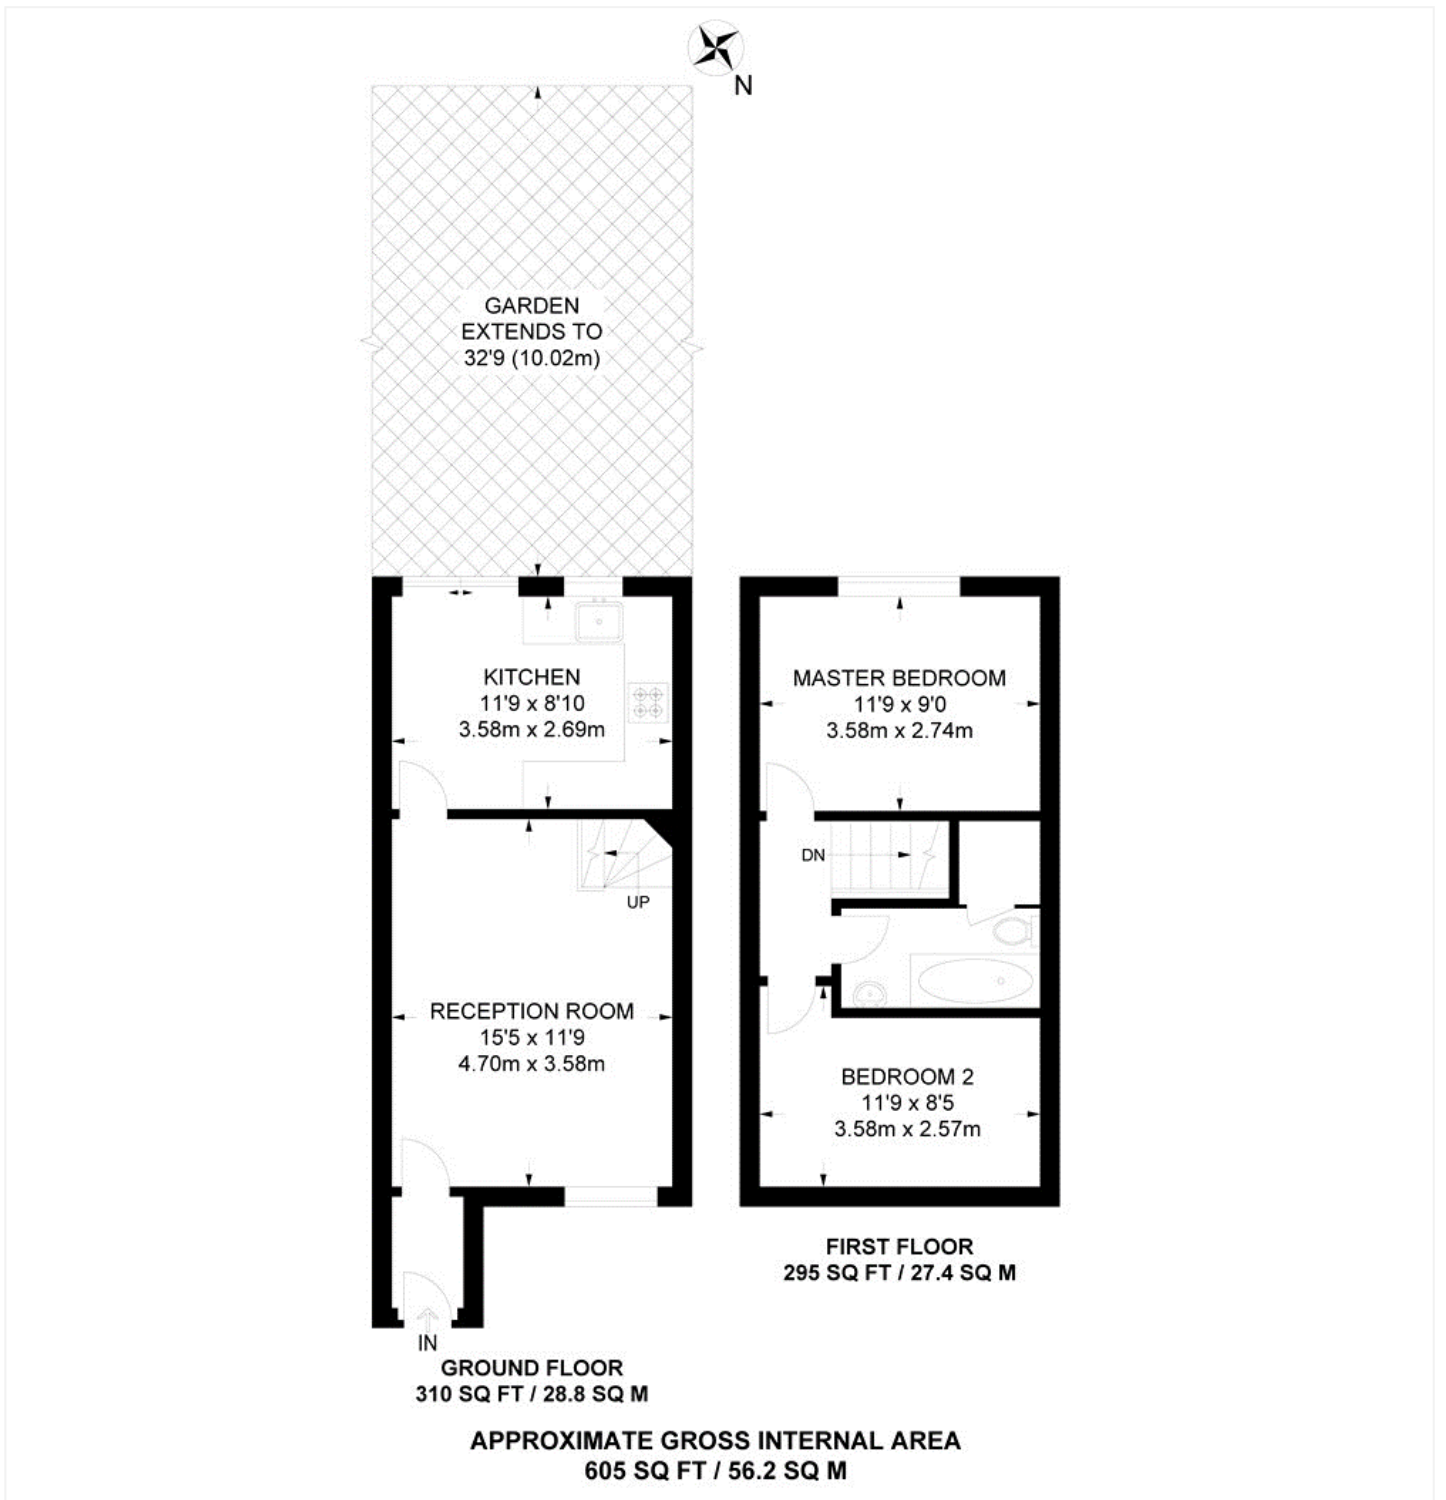 N
GARDEN
EXTENDS TO
32'9 (10.02m)
KITCHEN
11'9 x 8'10
3.58m x 2.69m
MASTER BEDROOM
11'9 x 9'0
3.58m x 2.74m
UP
DN
RECEPTION ROOM
15'5 x 11'9
4.70m x 3.58m
BEDROOM 2
11'9 x 8'5
3.58m x 2.57m
IN
GROUND FLOOR
310 SQ FT / 28.8 SQ M
FIRST FLOOR
295 SQ FT / 27.4 SQ M
APPROXIMATE GROSS INTERNAL AREA
605 SQ FT / 56.2 SQ M